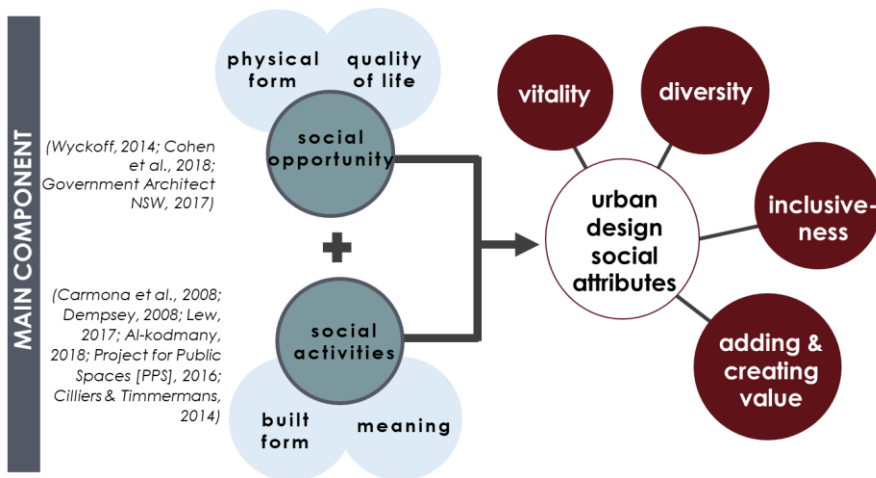 MAIN COMPONENT
physical
form
quality
of life
social
opportunity
(Wyckoff, 2014; Cohen
et al., 2018;
Government Architect
NSW, 2017)
(Carmona et al., 2008;
Dempsey, 2008; Lew,
2017; Al-kodmany,
2018; Project for Public
Spaces [PPS], 2016;
Cilliers & Timmermans,
2014)
social
activities
built
form
meaning
vitality
diversity
urban
design
social
attributes
inclusive-
ness
adding &
creating
value